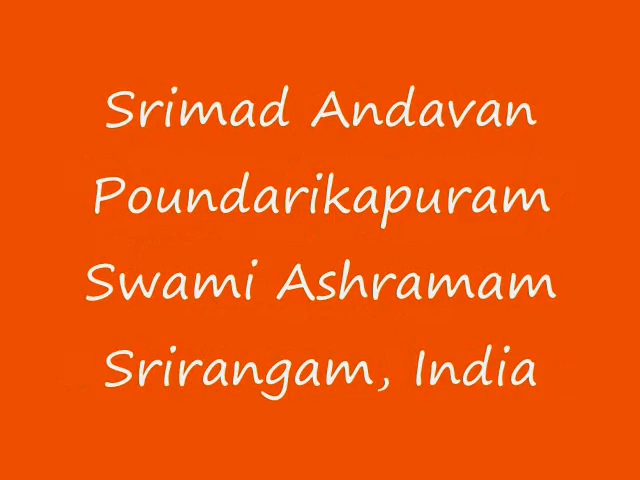 Srimad Andavan
Poundarikapuram
Swami Ashramam
Srirangam, India